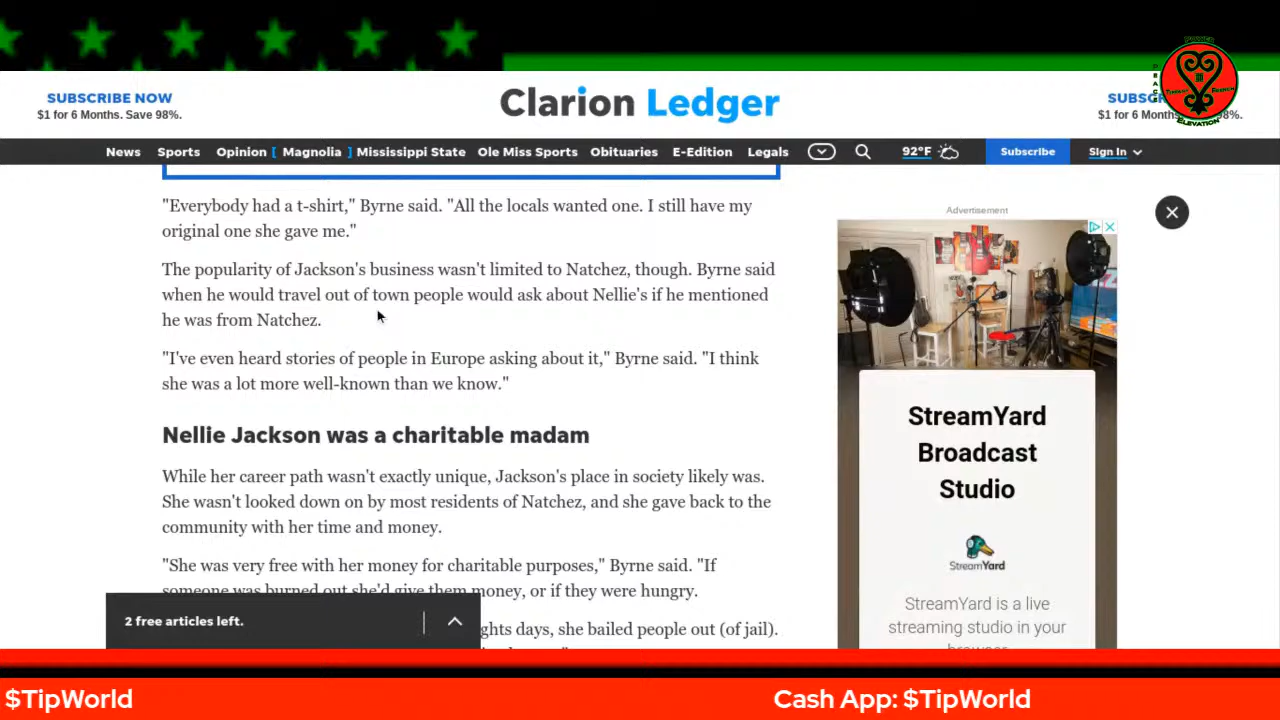 SUBSCRIBE NOW
$1 for 6 Months. Save 98%.
Clarion Ledger
SUBSC
$1 for 6 Month 98%.
POWER
PEACE
ELEVATION
News Sports Opinion [ Magnolia ] Mississippi State Ole Miss Sports Obituaries E-Edition Legals 92°F Subscribe Sign In
"Everybody had a t-shirt," Byrne said. "All the locals wanted one. I still have my
original one she gave me."
The popularity of Jackson's business wasn't limited to Natchez, though. Byrne said
when he would travel out of town people would ask about Nellie's if he mentioned
he was from Natchez.
"I've even heard stories of people in Europe asking about it," Byrne said. "I think
she was a lot more well-known than we know."
Nellie Jackson was a charitable madam
While her career path wasn't exactly unique, Jackson's place in society likely was.
She wasn't looked down on by most residents of Natchez, and she gave back to the
community with her time and money.
"She was very free with her money for charitable purposes," Byrne said. "If
someone was burned out she'd give them money, or if they were hungry.
ghts days, she bailed people out (of jail).
2 free articles left.
Advertisement
StreamYard
Broadcast
Studio
StreamYard
StreamYard is a live
streaming studio in your
browser.
$TipWorld
Cash App: $TipWorld